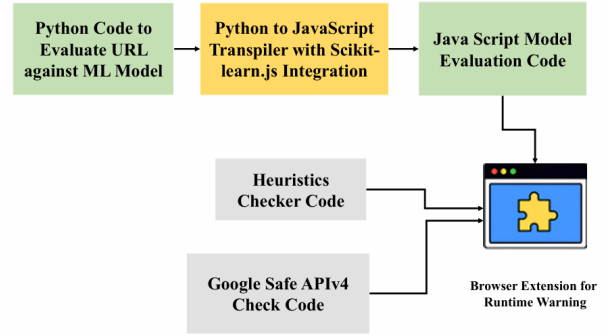 Python Code to
Evaluate URL
against ML Model
Python to JavaScript
Transpiler with Scikit-
learn.js Integration
Java Script Model
Evaluation Code
Heuristics
Checker Code
Google Safe APIv4
Check Code
Browser Extension for
Runtime Warning